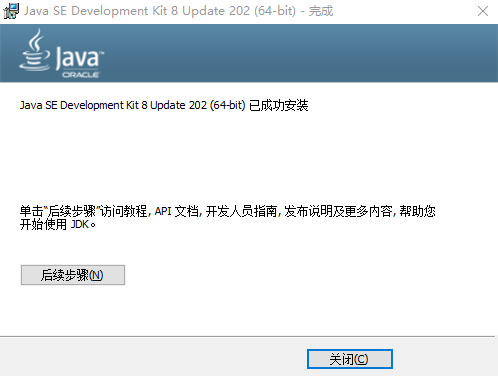 Java SE Development Kit 8 Update 202 (64-bit) - 完成
Java
ORACLE
Java SE Development Kit 8 Update 202 (64-bit) 已成功安装
单击“后续步骤”访问教程, API 文档, 开发人员指南, 发布说明及更多内容, 帮助您
开始使用 JDK。
后续步骤(N)
关闭(C)